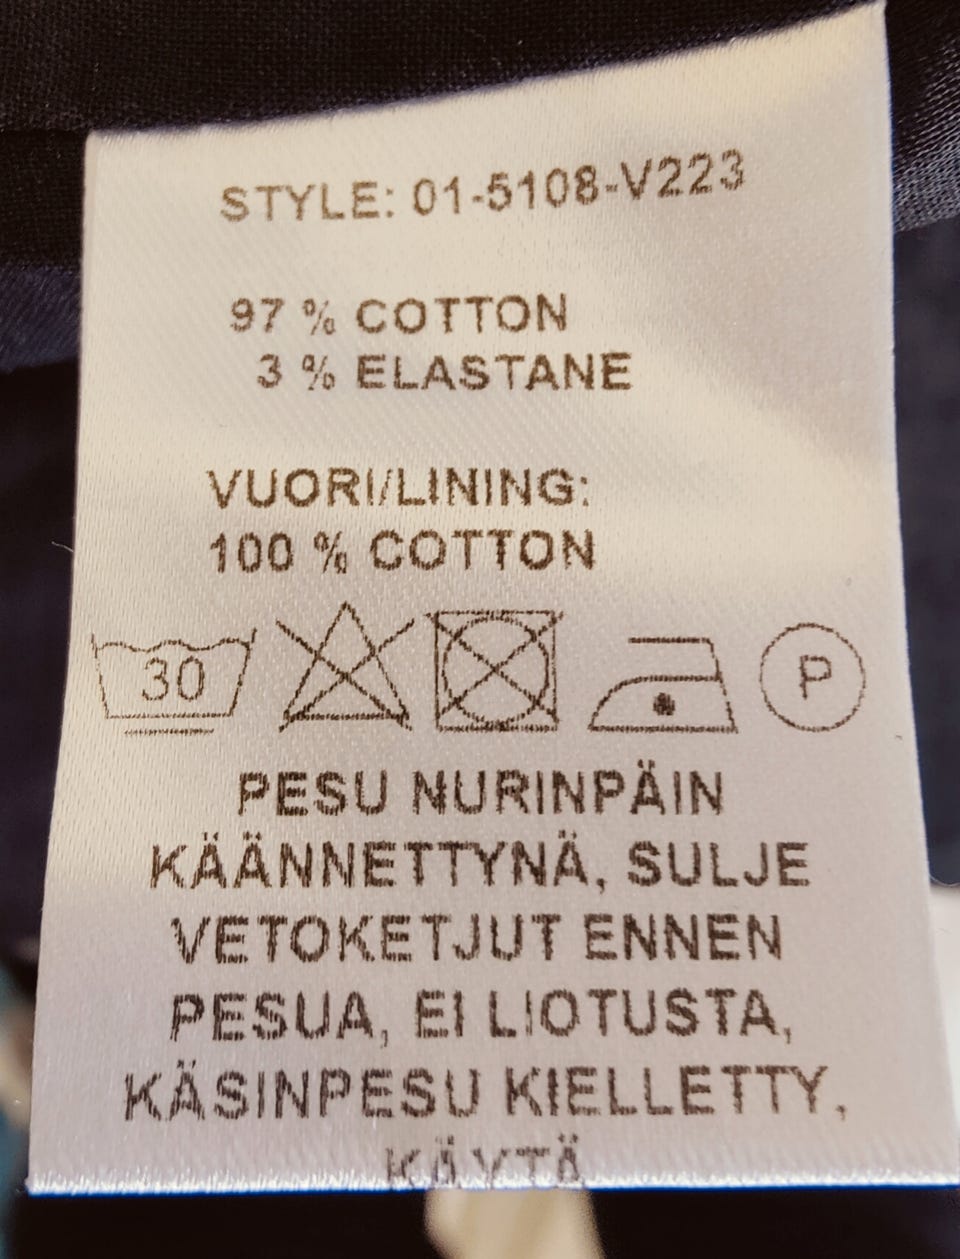 STYLE: 01-5108-V223
97 % COTTON
3 % ELASTANE
VUORI/LINING:
100 % COTTON
30
P
PESU NURINPÄIN
KÄÄNNETTYNÄ, SULJE
VETOKETJUT ENNEN
PESUA, EI LIOTUSTA,
KÄSINPESU KIELLETTY,
KÄYTÄ